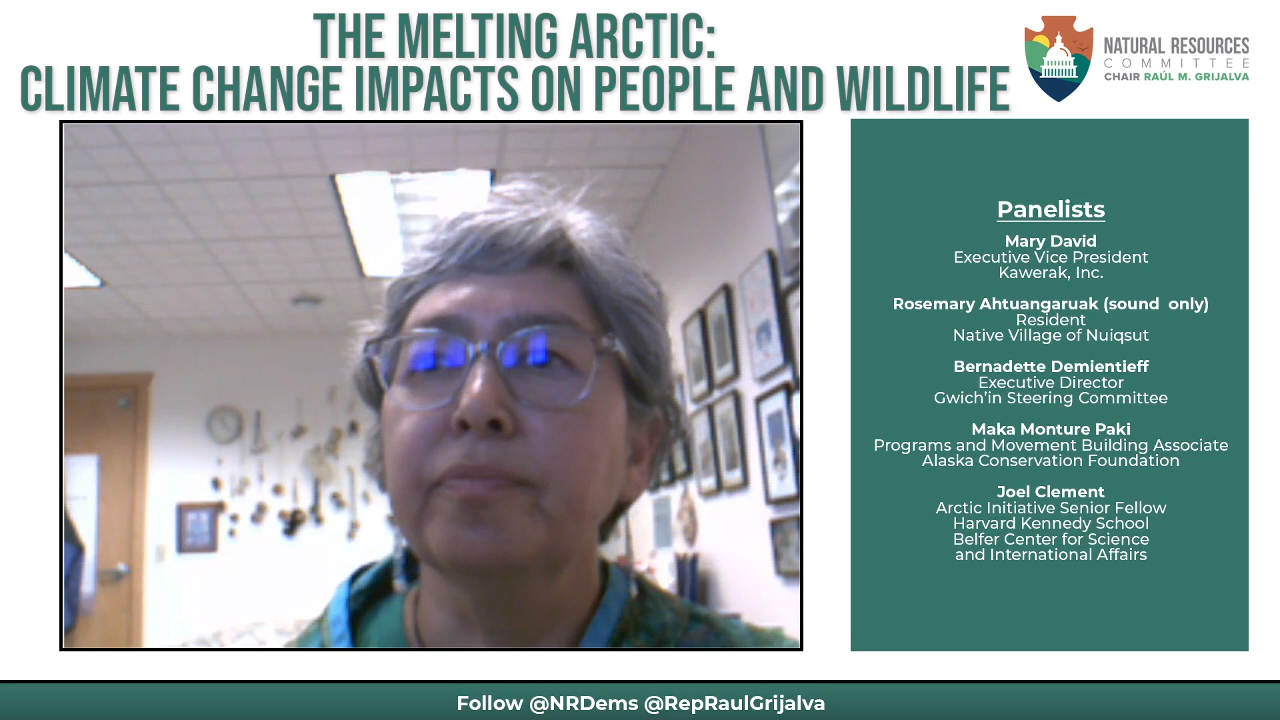 THE MELTING ARCTIC:
CLIMATE CHANGE IMPACTS ON PEOPLE AND WILDLIFE
NATURAL RESOURCES
COMMITTEE
CHAIR RAÚL M. GRIJALVA
Panelists
Mary David
Executive Vice President
Kawerak, Inc.
Rosemary Ahtuangaruak (sound only)
Resident
Native Village of Nuiqsut
Bernadette Demientieff
Executive Director
Gwich’in Steering Committee
Maka Monture Paki
Programs and Movement Building Associate
Alaska Conservation Foundation
Joel Clement
Arctic Initiative Senior Fellow
Harvard Kennedy School
Belfer Center for Science
and International Affairs
Follow @NRDems @RepRaulGrijalva